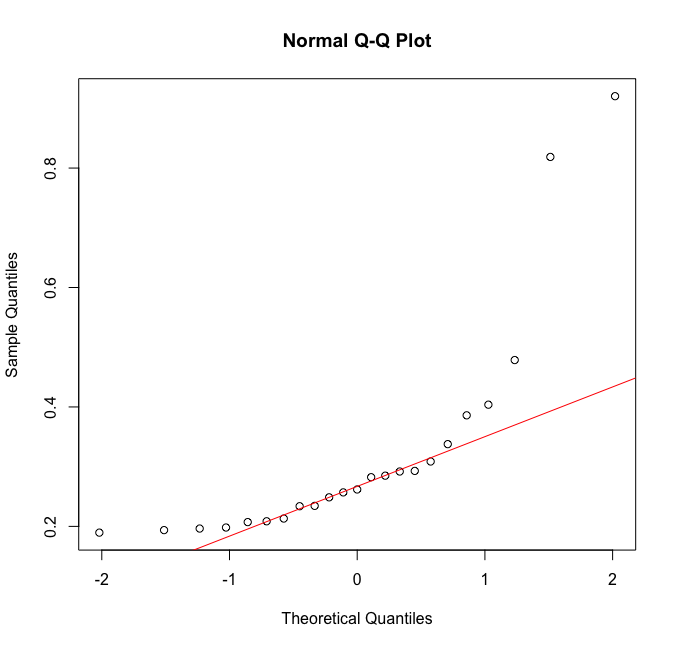 Normal Q-Q Plot
0.8
0.6
0.4
0.2
Sample Quantiles
-2 -1 0 1 2
Theoretical Quantiles